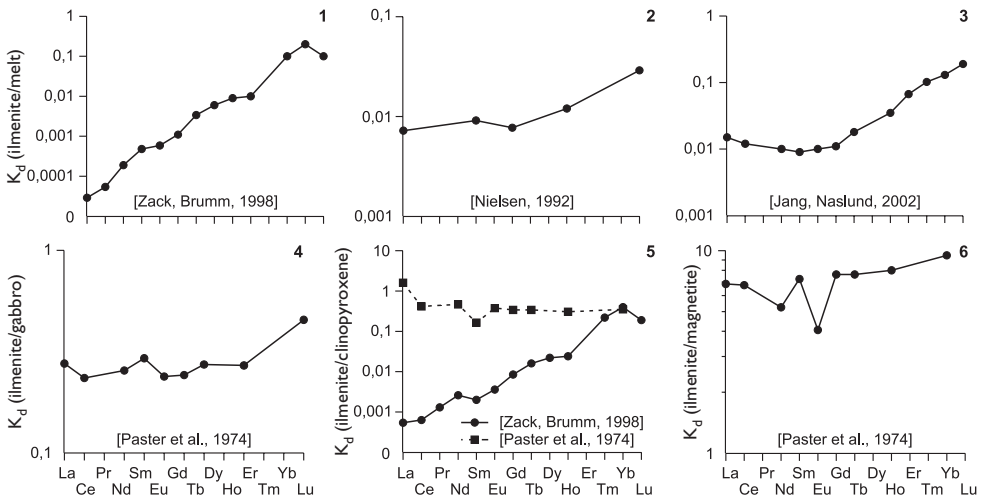 1
1
0,1
0,01
0,001
0,0001
0
K_d (ilmenite/melt)
[Zack, Brumm, 1998]
2
0,1
0,01
0,001
[Nielsen, 1992]
3
1
0,1
0,01
0,001
[Jang, Naslund, 2002]
4
1
0,1
K_d (ilmenite/gabbro)
[Paster et al., 1974]
La Pr Sm Gd Dy Er Yb
Ce Nd Eu Tb Ho Tm Lu
5
10
1
0,1
0,01
0,001
0
K_d (ilmenite/clinopyroxene)
[Zack, Brumm, 1998]
[Paster et al., 1974]
La Pr Sm Gd Dy Er Yb
Ce Nd Eu Tb Ho Tm Lu
6
10
1
K_d (ilmenite/magnetite)
[Paster et al., 1974]
La Pr Sm Gd Dy Er Yb
Ce Nd Eu Tb Ho Tm Lu